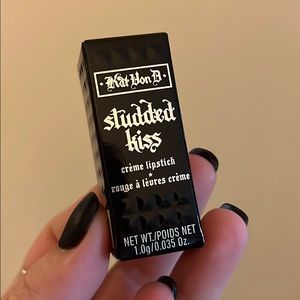 Kat Von D
studded
kiss
crème lipstick
rouge à lèvres crème
NET WT./POIDS NET
1.0g/0.035 Oz.